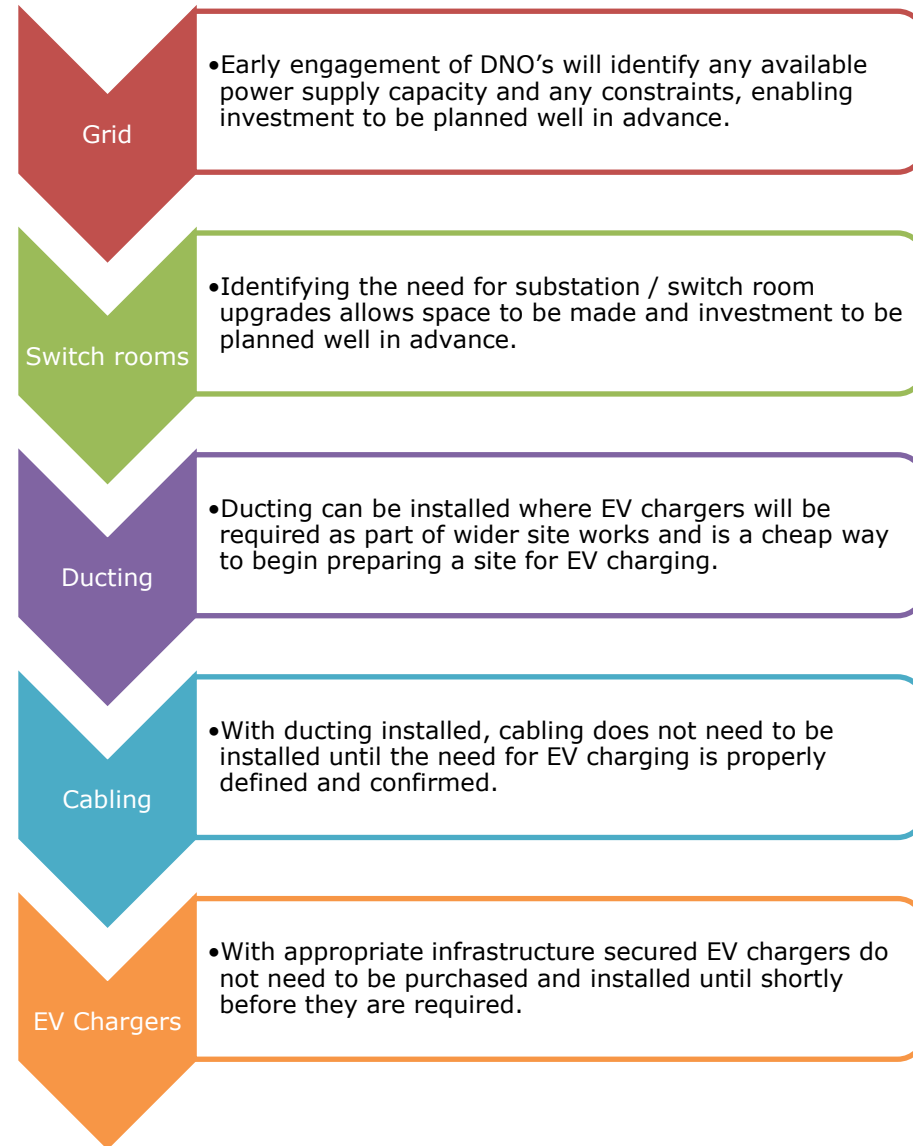 Grid
•Early engagement of DNO's will identify any available
power supply capacity and any constraints, enabling
investment to be planned well in advance.
Switch rooms
•Identifying the need for substation / switch room
upgrades allows space to be made and investment to be
planned well in advance.
Ducting
•Ducting can be installed where EV chargers will be
required as part of wider site works and is a cheap way
to begin preparing a site for EV charging.
Cabling
•With ducting installed, cabling does not need to be
installed until the need for EV charging is properly
defined and confirmed.
EV Chargers
•With appropriate infrastructure secured EV chargers do
not need to be purchased and installed until shortly
before they are required.